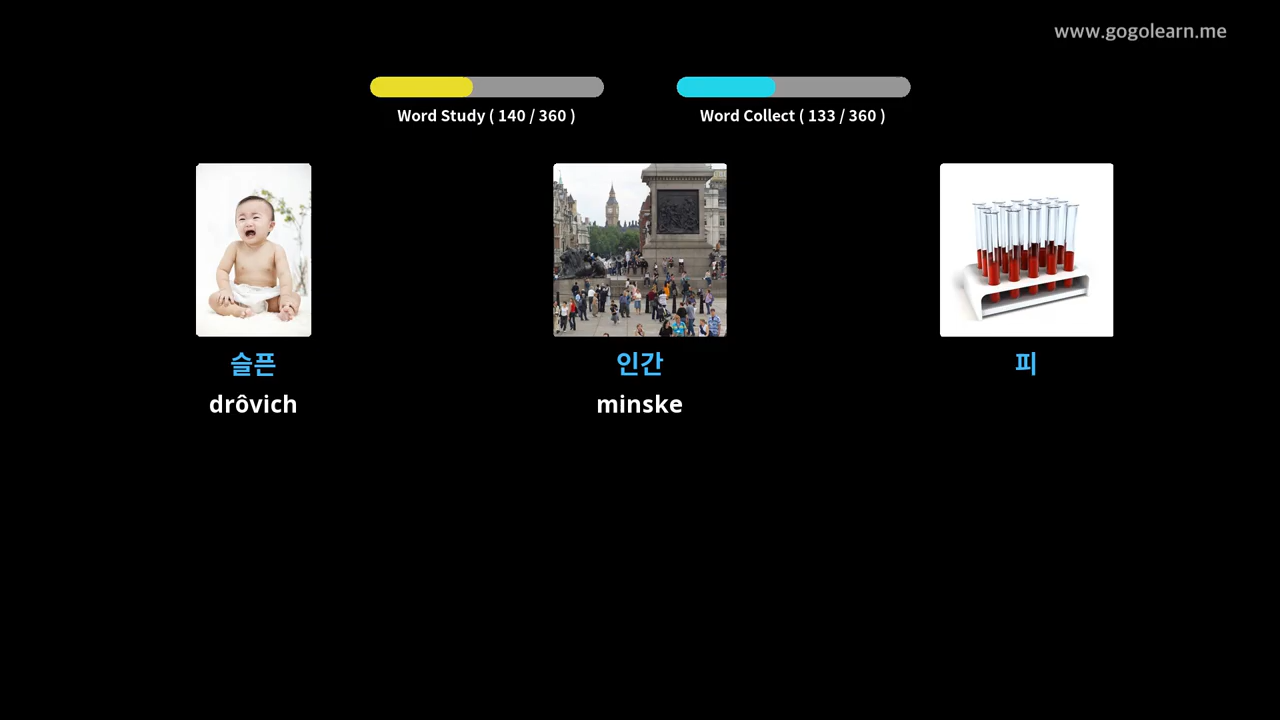 www.gogolearn.me
Word Study ( 140 / 360 )
Word Collect ( 133 / 360 )
슬픈
drôvich
인간
minske
피